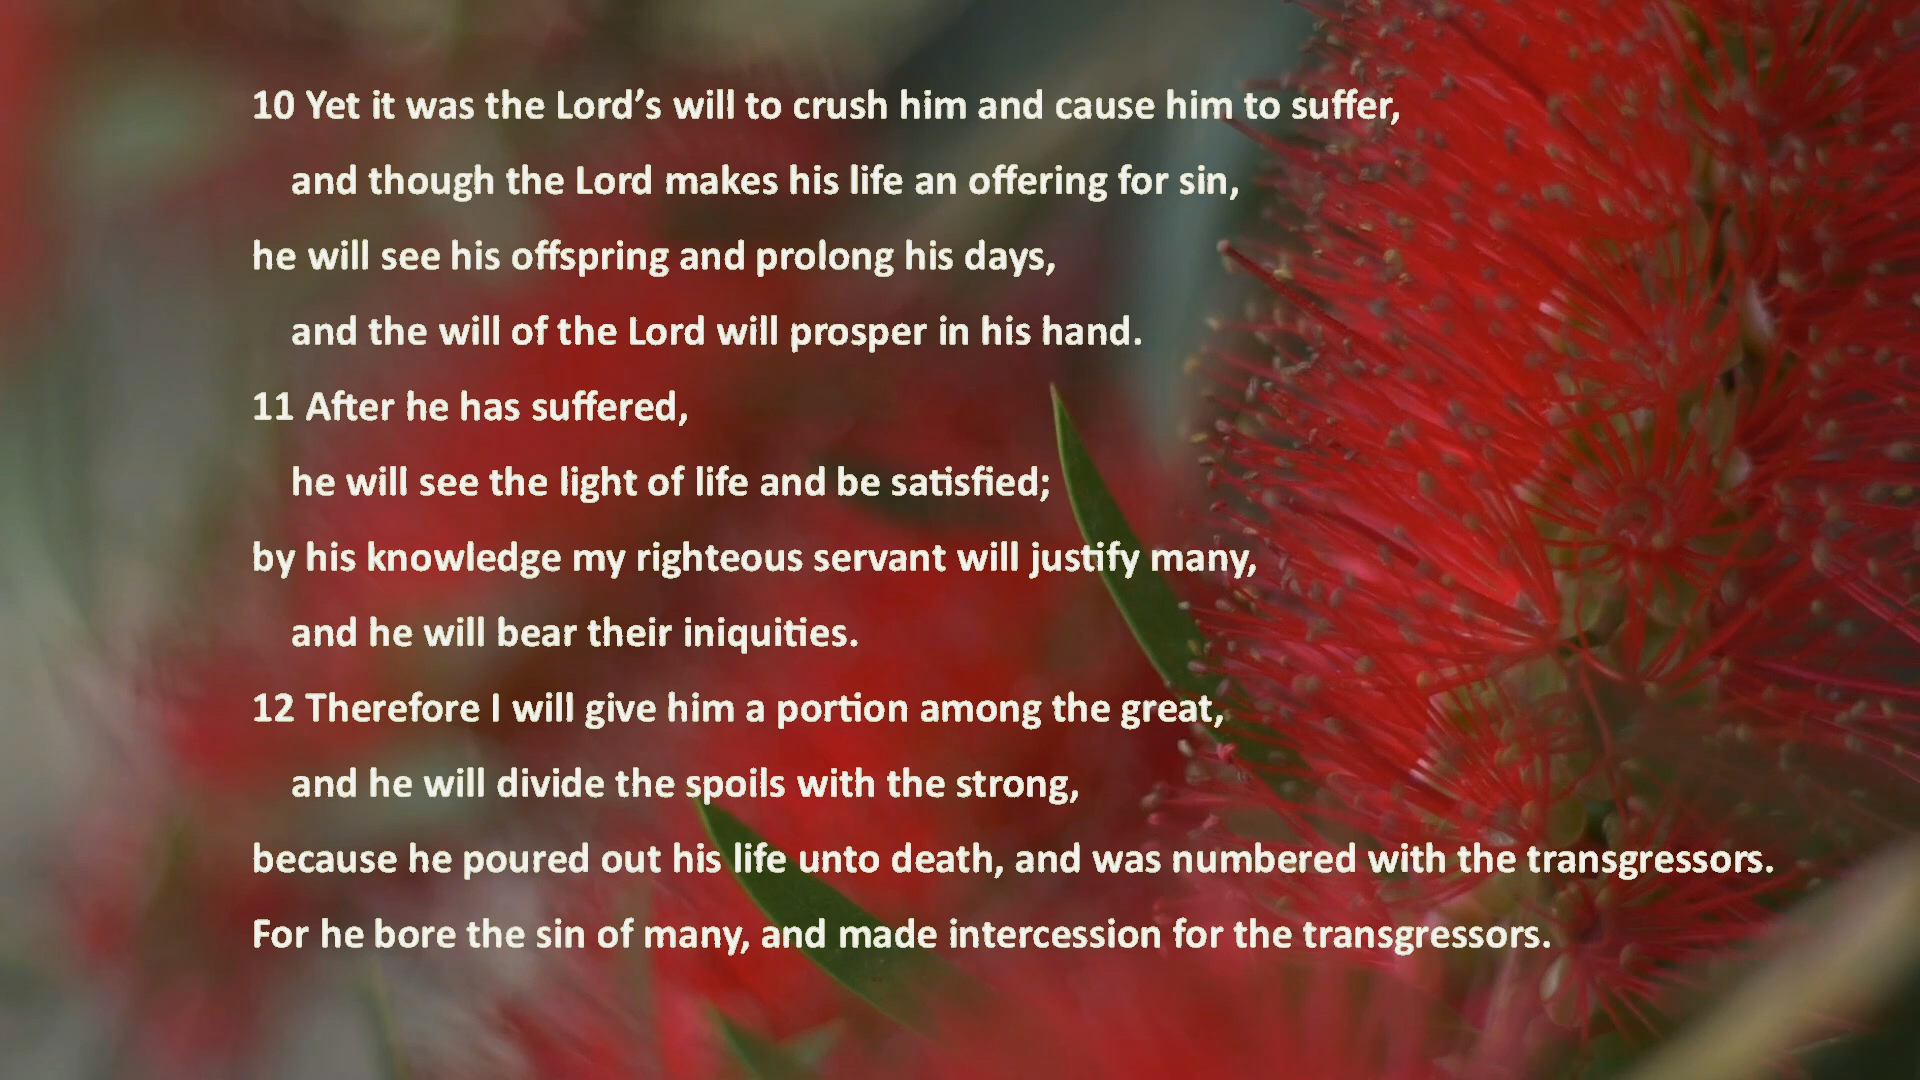 10 Yet it was the Lord’s will to crush him and cause him to suffer,
and though the Lord makes his life an offering for sin,
he will see his offspring and prolong his days,
and the will of the Lord will prosper in his hand.
11 After he has suffered,
he will see the light of life and be satisfied;
by his knowledge my righteous servant will justify many,
and he will bear their iniquities.
12 Therefore I will give him a portion among the great,
and he will divide the spoils with the strong,
because he poured out his life unto death, and was numbered with the transgressors.
For he bore the sin of many, and made intercession for the transgressors.